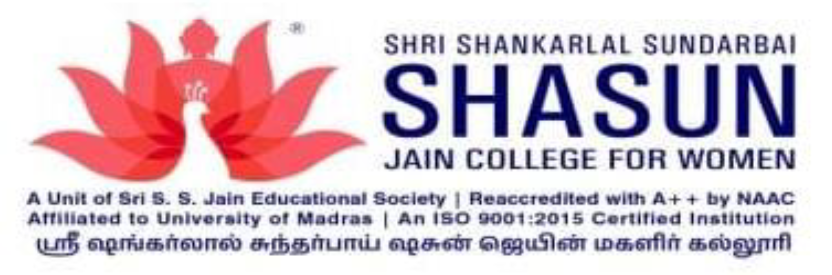 ®
SHRI SHANKARLAL SUNDARBAI
SHASUN
JAIN COLLEGE FOR WOMEN
A Unit of Sri S. S. Jain Educational Society | Reaccredited with A++ by NAAC
Affiliated to University of Madras | An ISO 9001:2015 Certified Institution
ஸ்ரீ ஷங்கர்லால் சுந்தர்பாய் ஷசுன் ஜெயின் மகளிர் கல்லூரி